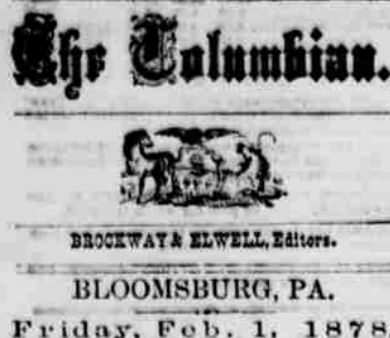 The Columbian.
BROCKWAY & ELWELL, Editors.
BLOOMSBURG, PA.
Friday, Feb. 1, 1878